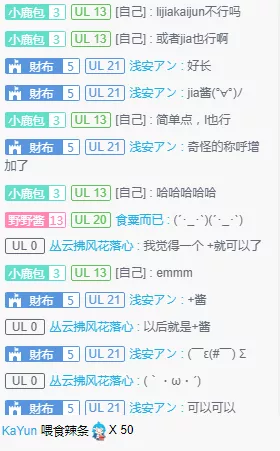 小鹿包 3 UL 13 [自己] : lijiakaijun不行吗
小鹿包 3 UL 13 [自己] : 或者jia也行啊
財布 5 UL 21 浅安アン : 好长
財布 5 UL 21 浅安アン : jia酱(°∀°)ﾉ
小鹿包 3 UL 13 [自己] : 简单点，l也行
財布 5 UL 21 浅安アン : 奇怪的称呼增
加了
小鹿包 3 UL 13 [自己] : 哈哈哈哈哈
野野酱 13 UL 20 食粟而已 : (´･_･`)(´･_･`)
UL 0 丛云拂风花落心 : 我觉得一个 +就可以了
小鹿包 3 UL 13 [自己] : emmm
財布 5 UL 21 浅安アン : +酱
UL 0 丛云拂风花落心 : 以后就是+酱
財布 5 UL 21 浅安アン : (￣ε(#￣) Σ
UL 0 丛云拂风花落心 : (｀・ω・´)
財布 5 UL 21 浅安アン : 可以可以
KaYun 喂食辣条 X 50